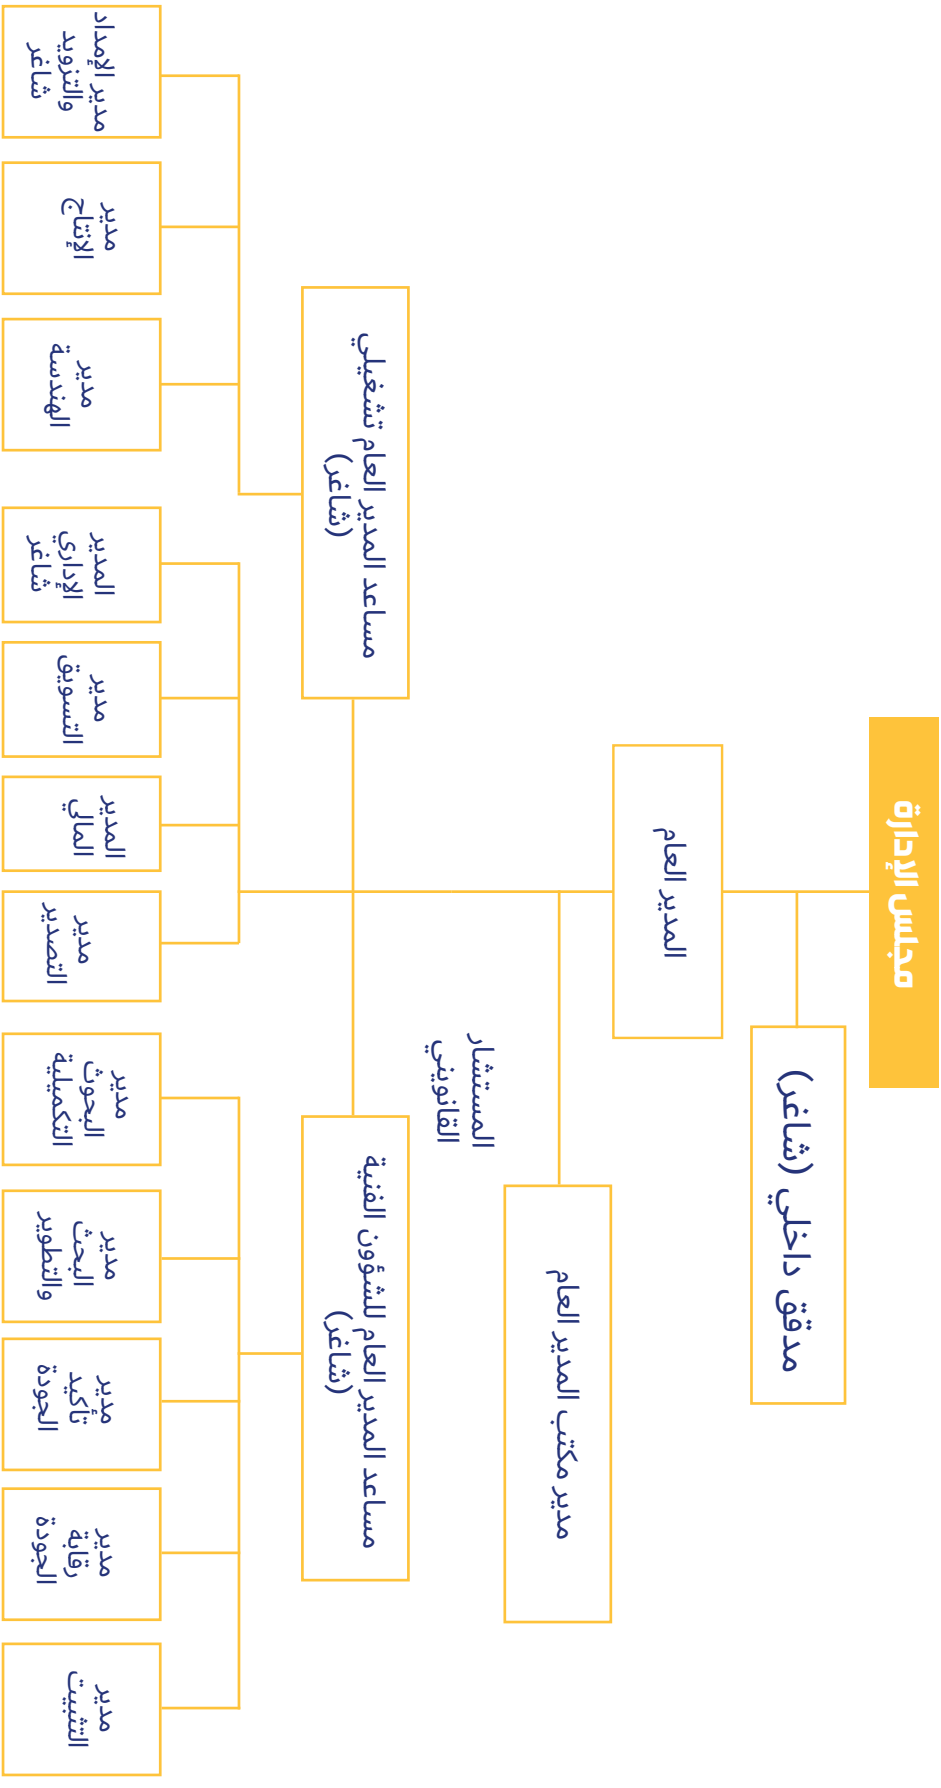 مجلس الإدارة
مدقق داخلي (شاغر)
المدير العام
مدير مكتب المدير العام
المستشار
القانويني
مساعد المدير العام تشغيلي
(شاغر)
مساعد المدير العام للشؤون الفنية
(شاغر)
مدير الإمداد
والتزويد
شاغر
مدير
الإنتاج
مدير
الهندسة
المدير
الإداري
شاغر
مدير
التسويق
المدير
المالي
مدير
التصدير
مدير
البحوث
التكميلية
مدير
البحث
والتطوير
مدير
تأكيد
الجودة
مدير
رقابة
الجودة
مدير
التثبيت